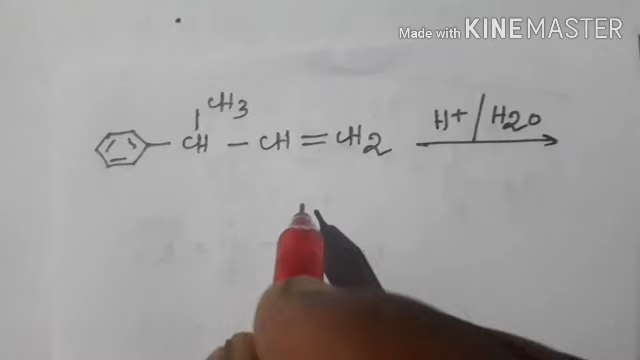 Made with KINEMASTER
CH3
CH – CH = CH2 H+/H2O